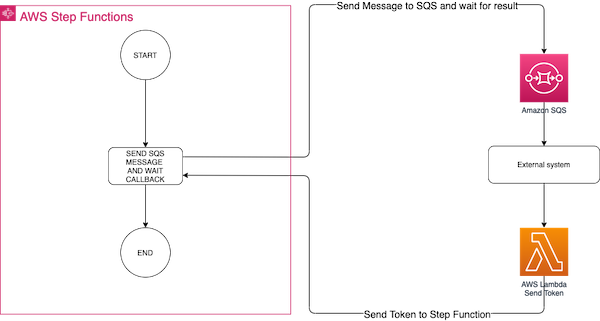 AWS Step Functions
Send Message to SQS and wait for result
START
Amazon SQS
SEND SQS
MESSAGE
AND WAIT
CALLBACK
External system
END
AWS Lambda
Send Token
Send Token to Step Function